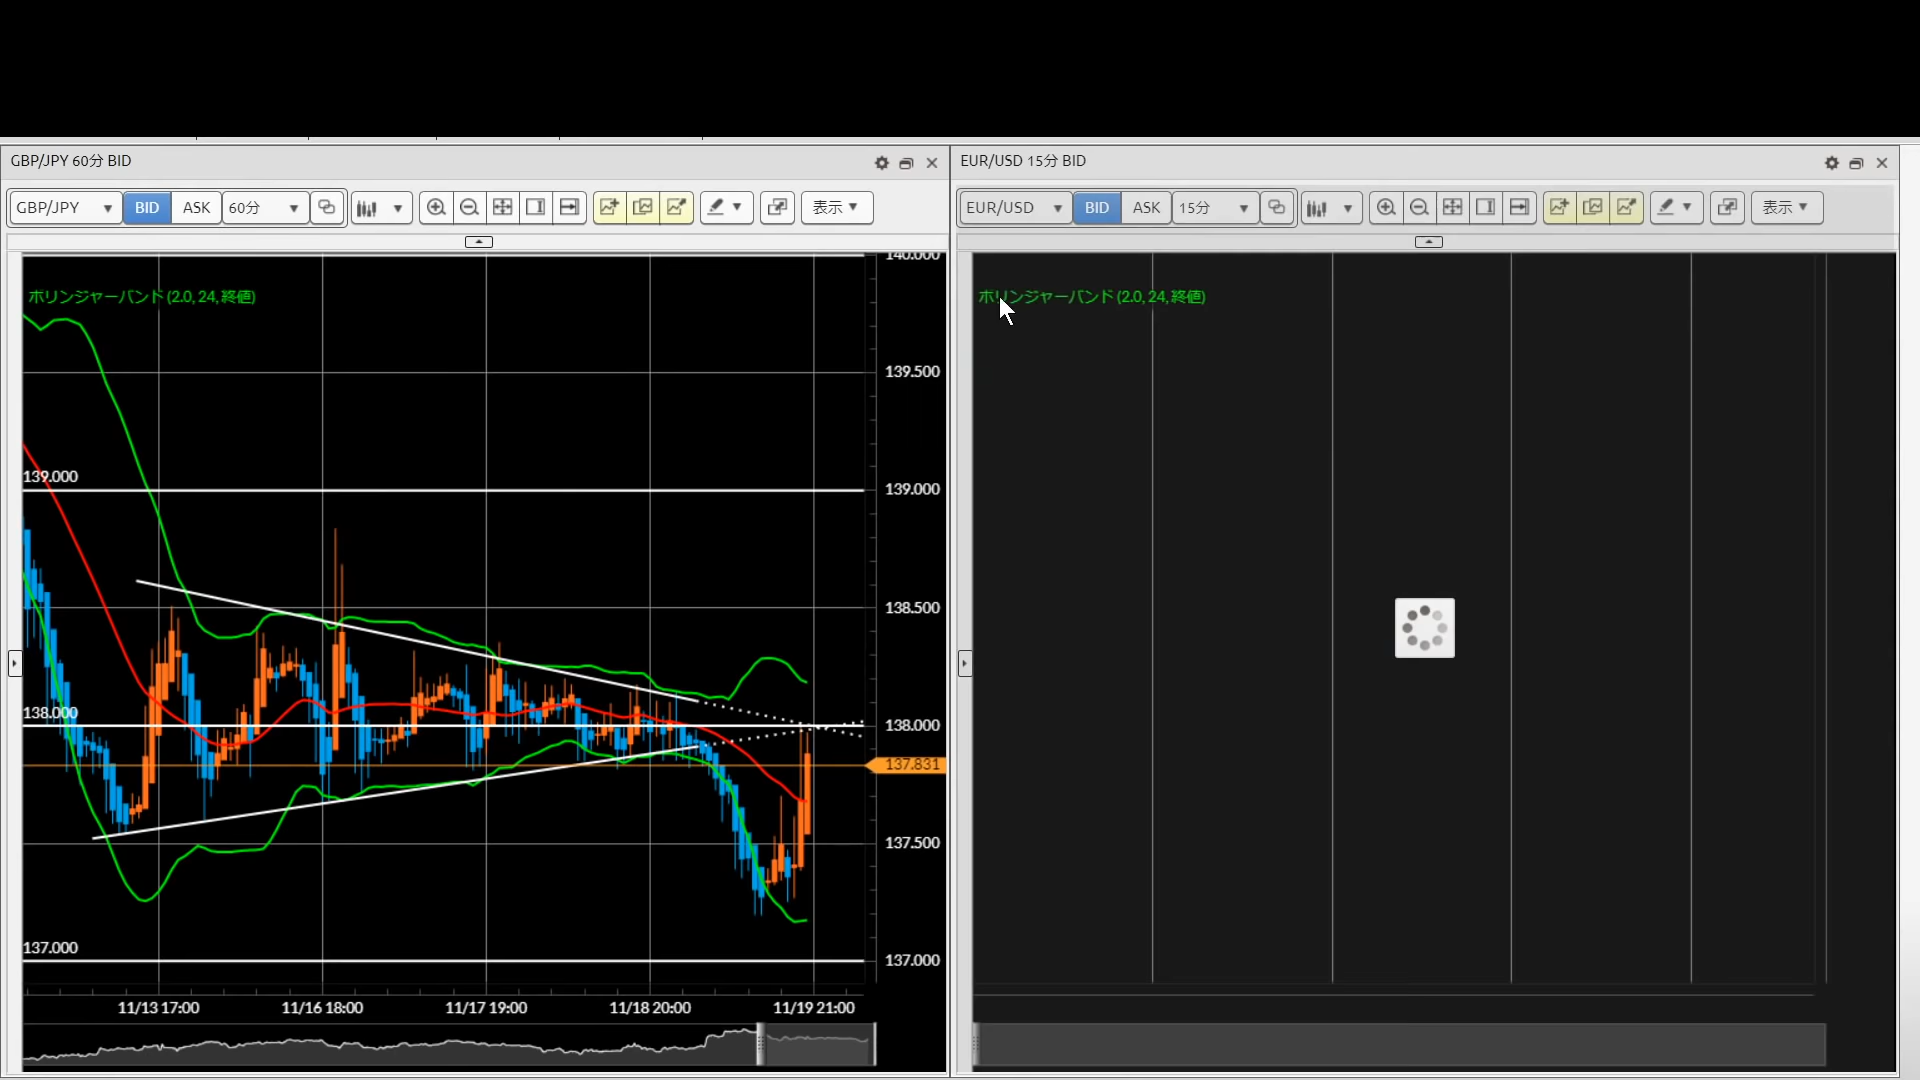 GBP/JPY 60分 BID
GBP/JPY BID ASK 60分 表示
ボリンジャーバンド (2.0, 24, 終値)
140.000
139.500
139.000
139.000
138.500
138.000
138.000
137.831
137.500
137.000
137.000
11/13 17:00 11/16 18:00 11/17 19:00 11/18 20:00 11/19 21:00
EUR/USD 15分 BID
EUR/USD BID ASK 15分 表示
ボリンジャーバンド (2.0, 24, 終値)